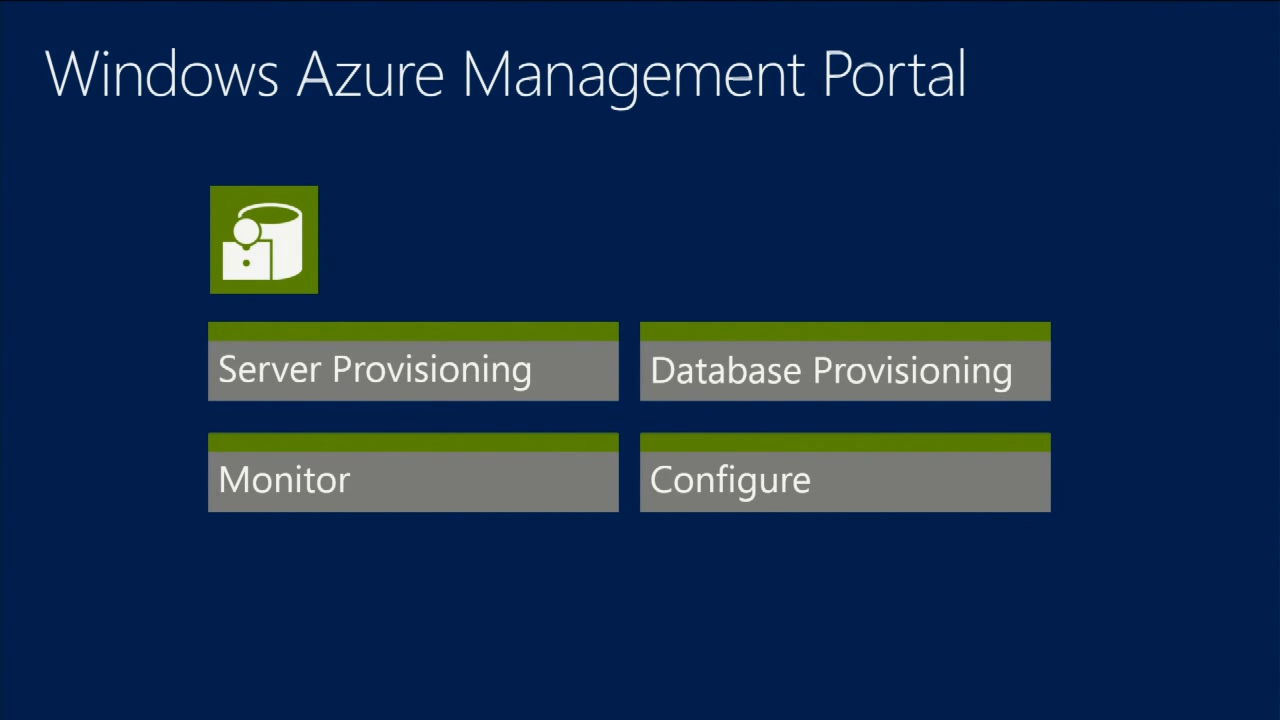 Windows Azure Management Portal
Server Provisioning
Database Provisioning
Monitor
Configure